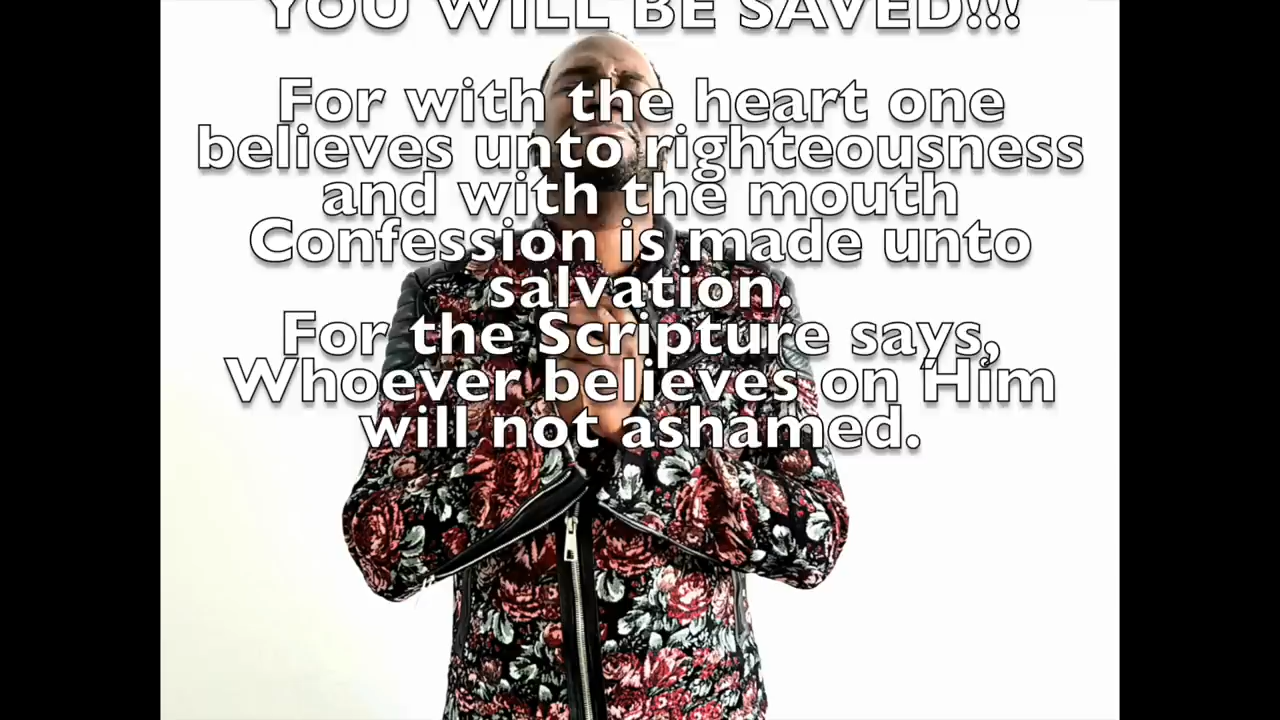 YOU WILL BE SAVED!!!
For with the heart one
believes unto righteousness
and with the mouth
Confession is made unto
salvation.
For the Scripture says,
Whoever believes on Him
will not ashamed.